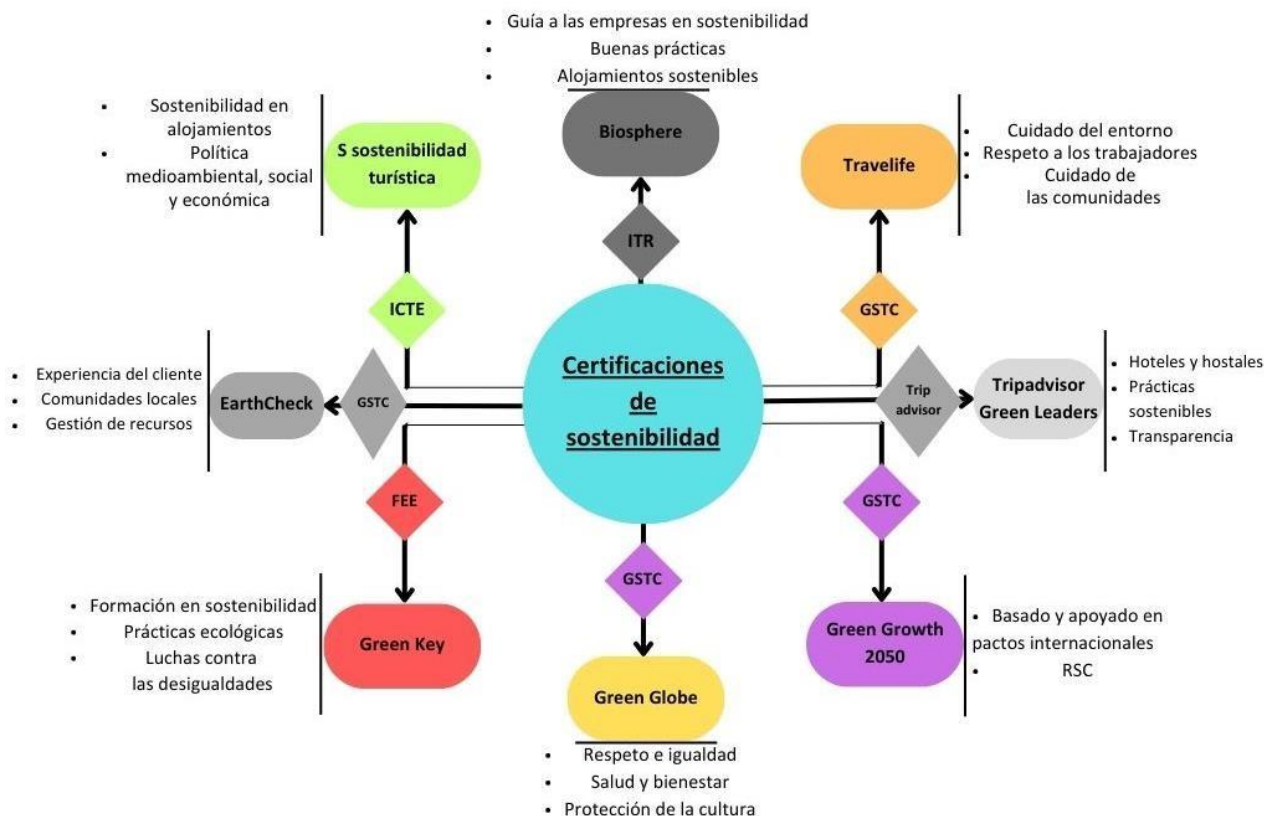 • Guía a las empresas en sostenibilidad
• Buenas prácticas
• Alojamientos sostenibles
Biosphere
ITR
• Sostenibilidad en
alojamientos
• Política
medioambiental, social
y económica
S sostenibilidad
turística
ICTE
Travelife
• Cuidado del entorno
• Respeto a los trabajadores
• Cuidado de
las comunidades
GSTC
Certificaciones
de
sostenibilidad
• Experiencia del cliente
• Comunidades locales
• Gestión de recursos
EarthCheck
GSTC
Trip
advisor
Tripadvisor
Green Leaders
• Hoteles y hostales
• Prácticas
sostenibles
• Transparencia
FEE
• Formación en sostenibilidad
• Prácticas ecológicas
• Luchas contra
las desigualdades
Green Key
GSTC
Green Globe
• Respeto e igualdad
• Salud y bienestar
• Protección de la cultura
GSTC
Green Growth
2050
• Basado y apoyado en
pactos internacionales
• RSC